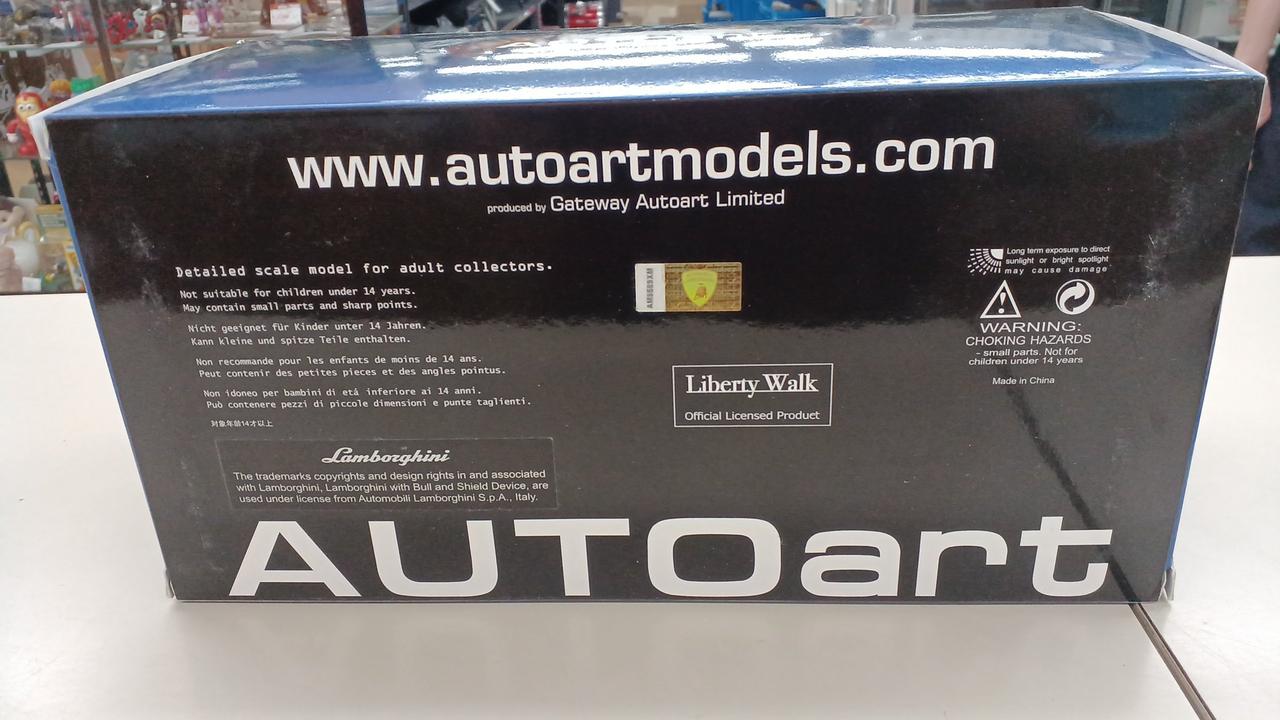 www.autoartmodels.com
produced by Gateway Autoart Limited
Detailed scale model for adult collectors.
Not suitable for children under 14 years.
May contain small parts and sharp points.
Nicht geeignet für Kinder unter 14 Jahren.
Kann kleine und spitze Teile enthalten.
Non recommande pour les enfants de moins de 14 ans.
Peut contenir des petites pieces et des angles pointus.
Non idoneo per bambini di etá inferiore ai 14 anni.
Può contenere pezzi di piccole dimensioni e punte taglienti.
対象年齢14才以上
Lamborghini
The trademarks copyrights and design rights in and associated
with Lamborghini, Lamborghini with Bull and Shield Device, are
used under license from Automobili Lamborghini S.p.A., Italy.
Liberty Walk
Official Licensed Product
Long term exposure to direct
sunlight or bright spotlight
may cause damage
WARNING:
CHOKING HAZARDS
- small parts. Not for
children under 14 years
Made in China
AUTOart